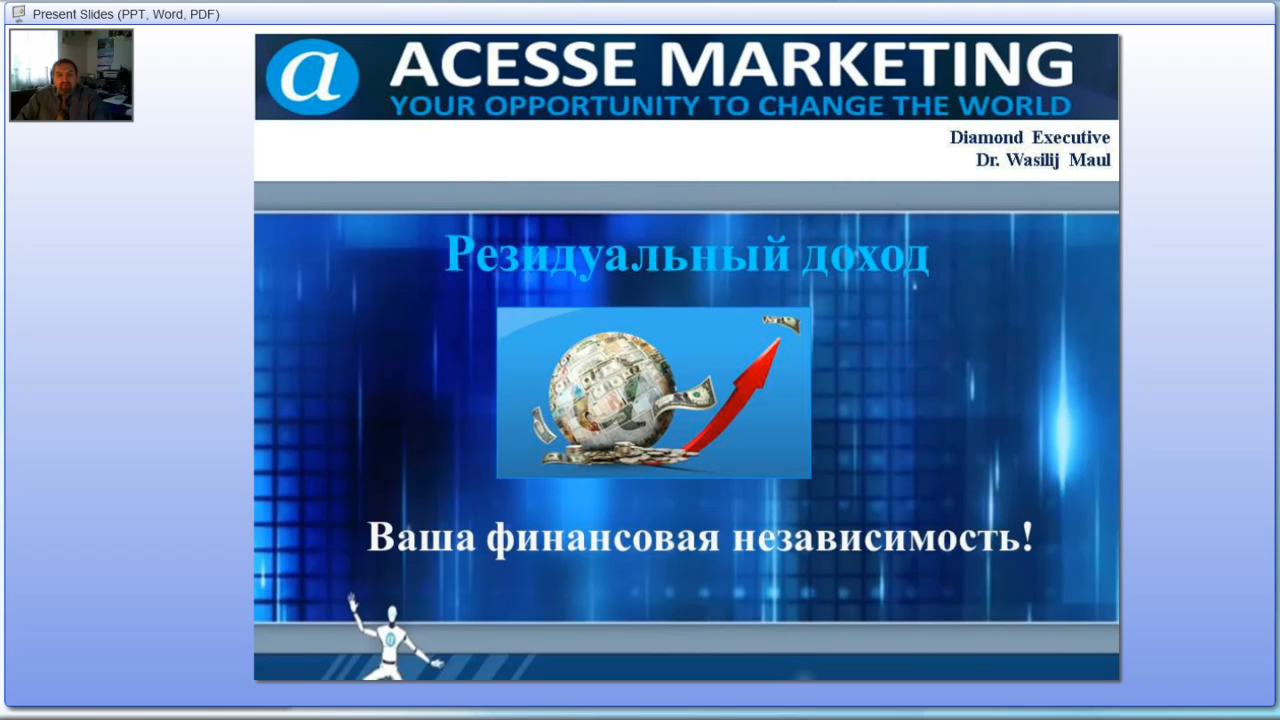 Present Slides (PPT, Word, PDF)
a ACESSE MARKETING
YOUR OPPORTUNITY TO CHANGE THE WORLD
Diamond Executive
Dr. Wasilij Maul
Резидуальный доход
Ваша финансовая независимость!
a